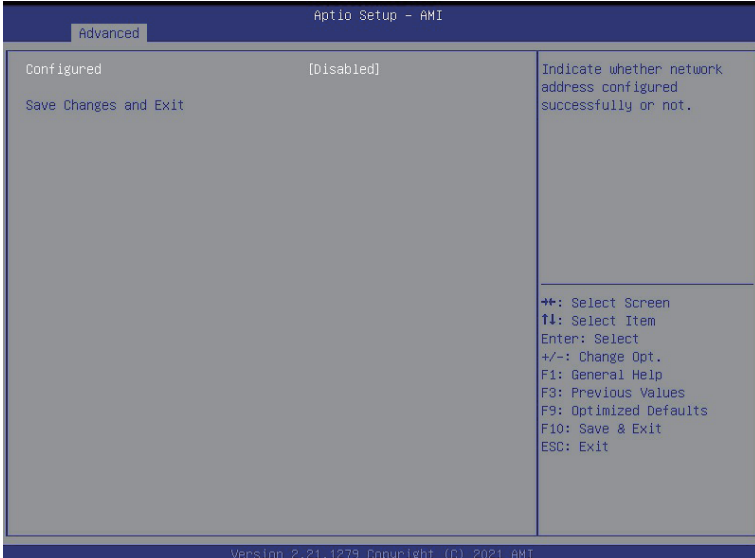 Aptio Setup – AMI
Advanced
Configured [Disabled]
Save Changes and Exit
Indicate whether network
address configured
successfully or not.
→←: Select Screen
↑↓: Select Item
Enter: Select
+/-: Change Opt.
F1: General Help
F3: Previous Values
F9: Optimized Defaults
F10: Save & Exit
ESC: Exit
Version 2.21.1279 Copyright (C) 2021 AMI